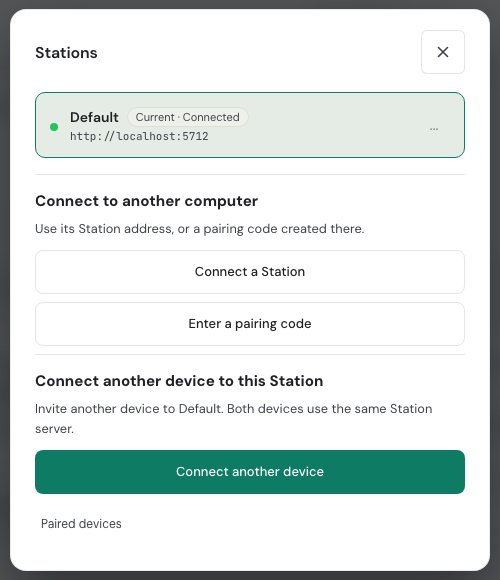 Stations
Default
Current · Connected
http://localhost:5712
...
Connect to another computer
Use its Station address, or a pairing code created there.
Connect a Station
Enter a pairing code
Connect another device to this Station
Invite another device to Default. Both devices use the same Station
server.
Connect another device
Paired devices